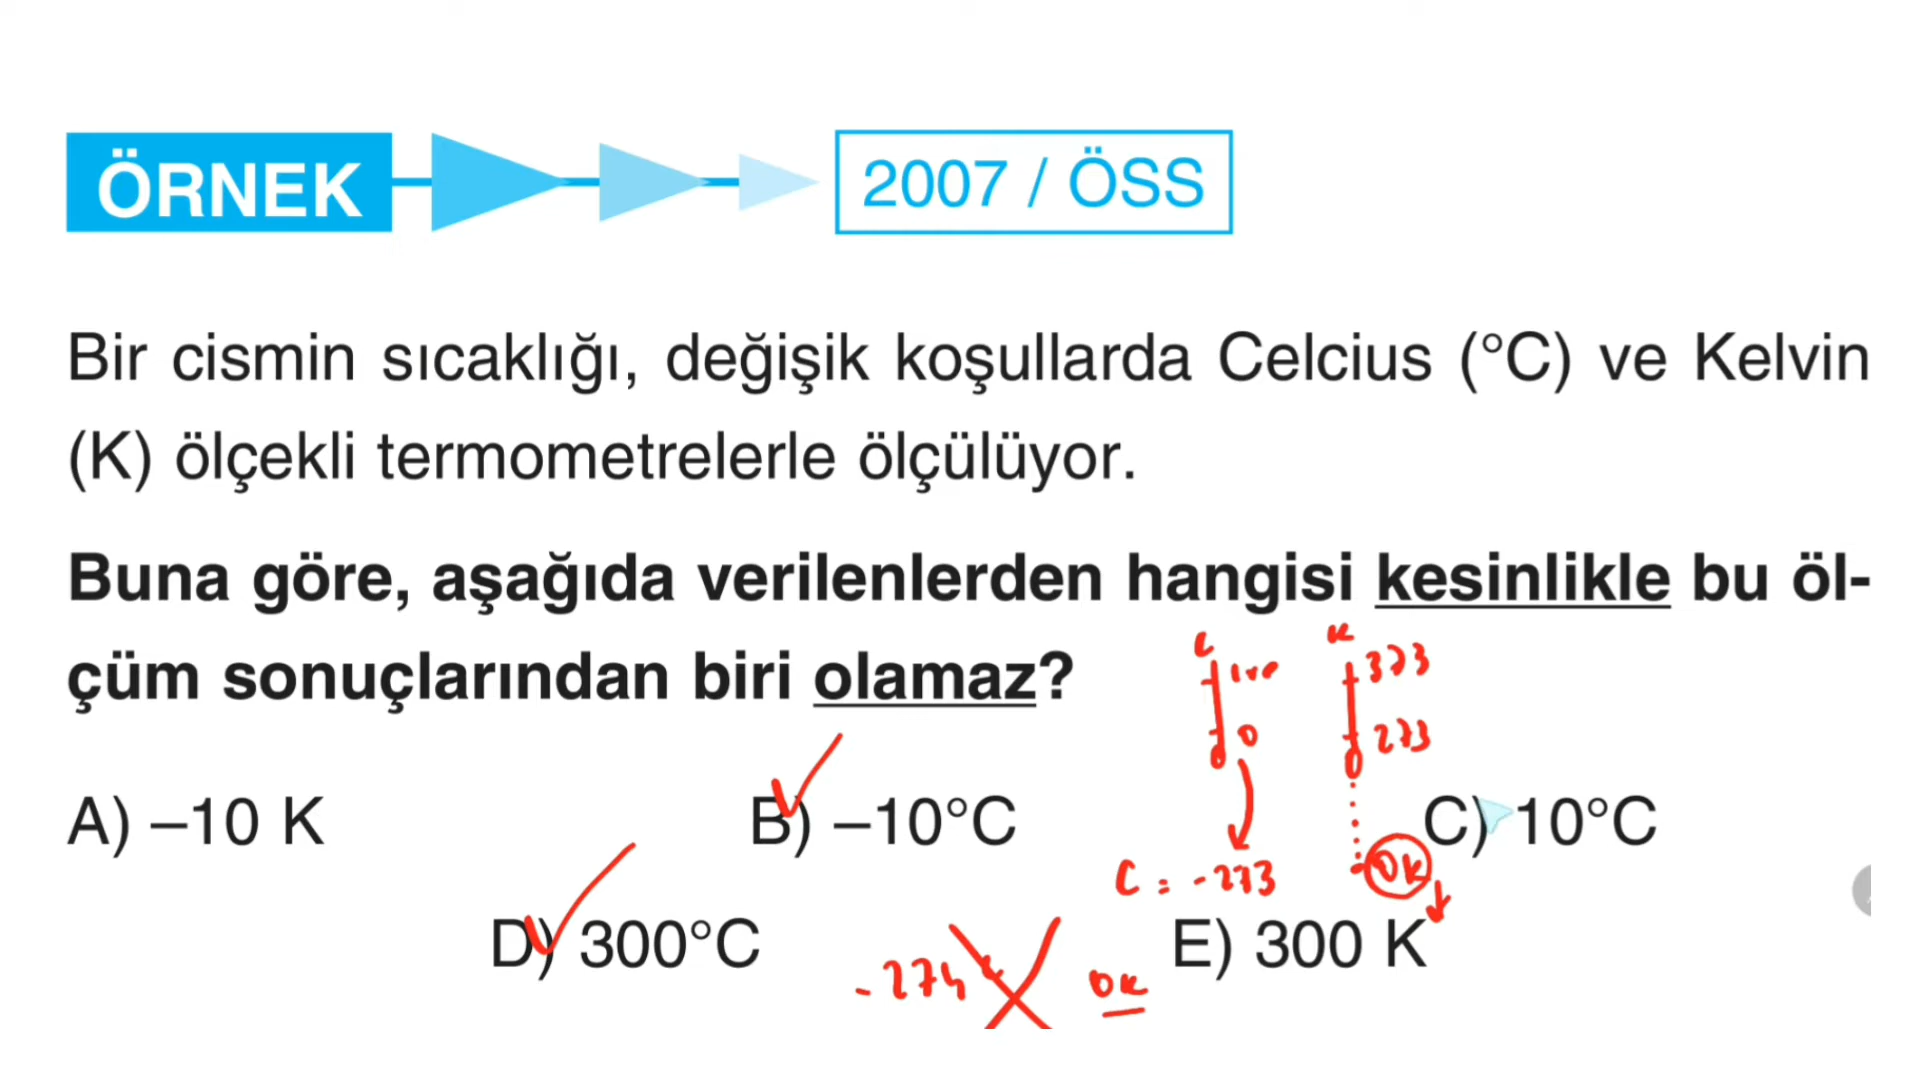 ÖRNEK 2007 / ÖSS
Bir cismin sıcaklığı, değişik koşullarda Celcius (°C) ve Kelvin
(K) ölçekli termometrelerle ölçülüyor.
Buna göre, aşağıda verilenlerden hangisi kesinlikle bu öl-
çüm sonuçlarından biri olamaz?
C K
100 373
0 273
A) –10 K B) –10°C C) 10°C
C = -273 0K
D) 300°C E) 300 K
-274 0K